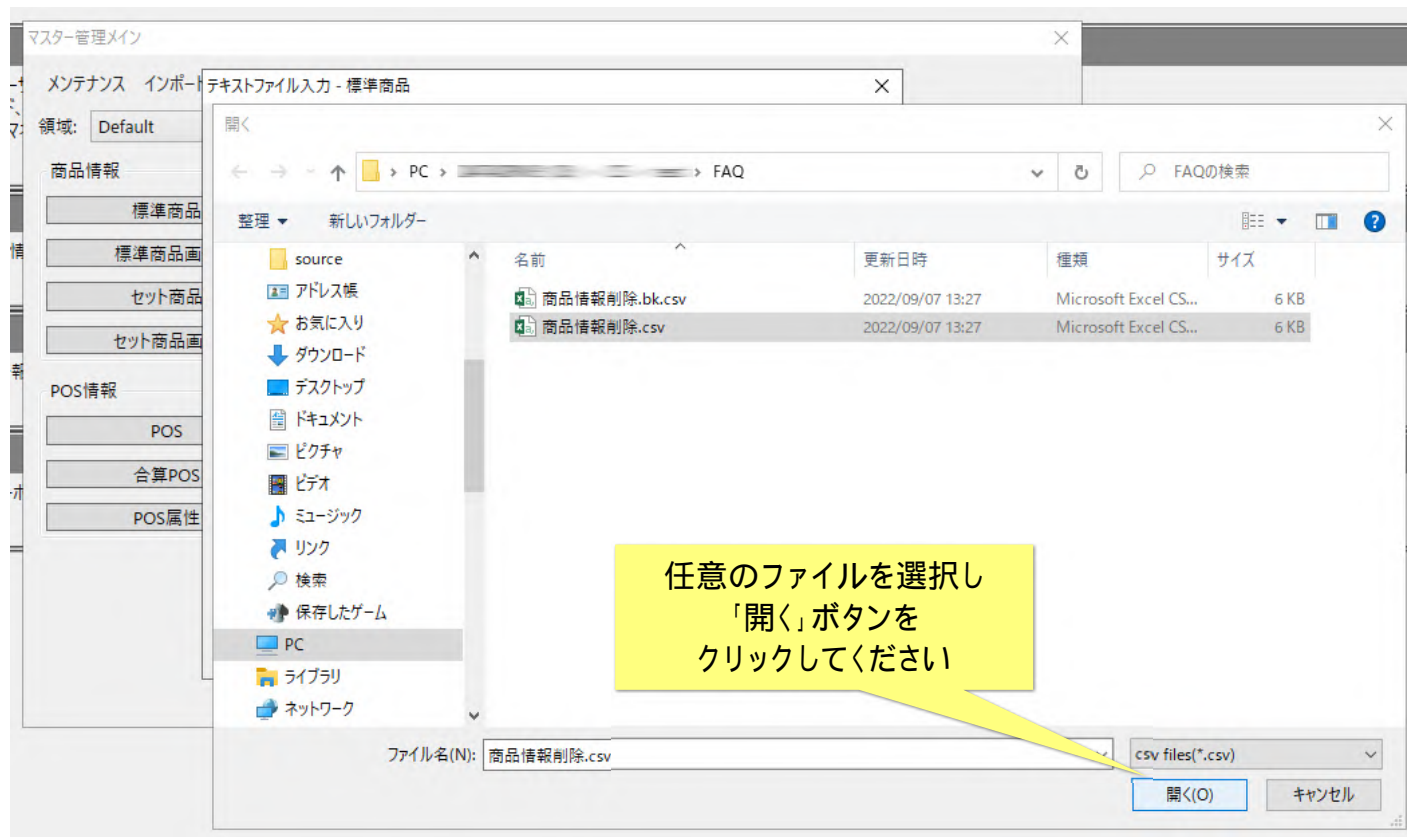 マスター管理メイン
メンテナンス インポート
テキストファイル入力 - 標準商品
領域: Default
開く
商品情報
PC › › FAQ
FAQの検索
標準商品
整理 新しいフォルダー
標準商品画
セット商品
セット商品画
POS情報
POS
合算POS
POS属性
source
アドレス帳
お気に入り
ダウンロード
デスクトップ
ドキュメント
ピクチャ
ビデオ
ミュージック
リンク
検索
保存したゲーム
PC
ライブラリ
ネットワーク
名前 更新日時 種類 サイズ
商品情報削除.bk.csv 2022/09/07 13:27 Microsoft Excel CS... 6 KB
商品情報削除.csv 2022/09/07 13:27 Microsoft Excel CS... 6 KB
任意のファイルを選択し
「開く」ボタンを
クリックしてください
ファイル名(N): 商品情報削除.csv csv files(*.csv)
開く(O) キャンセル